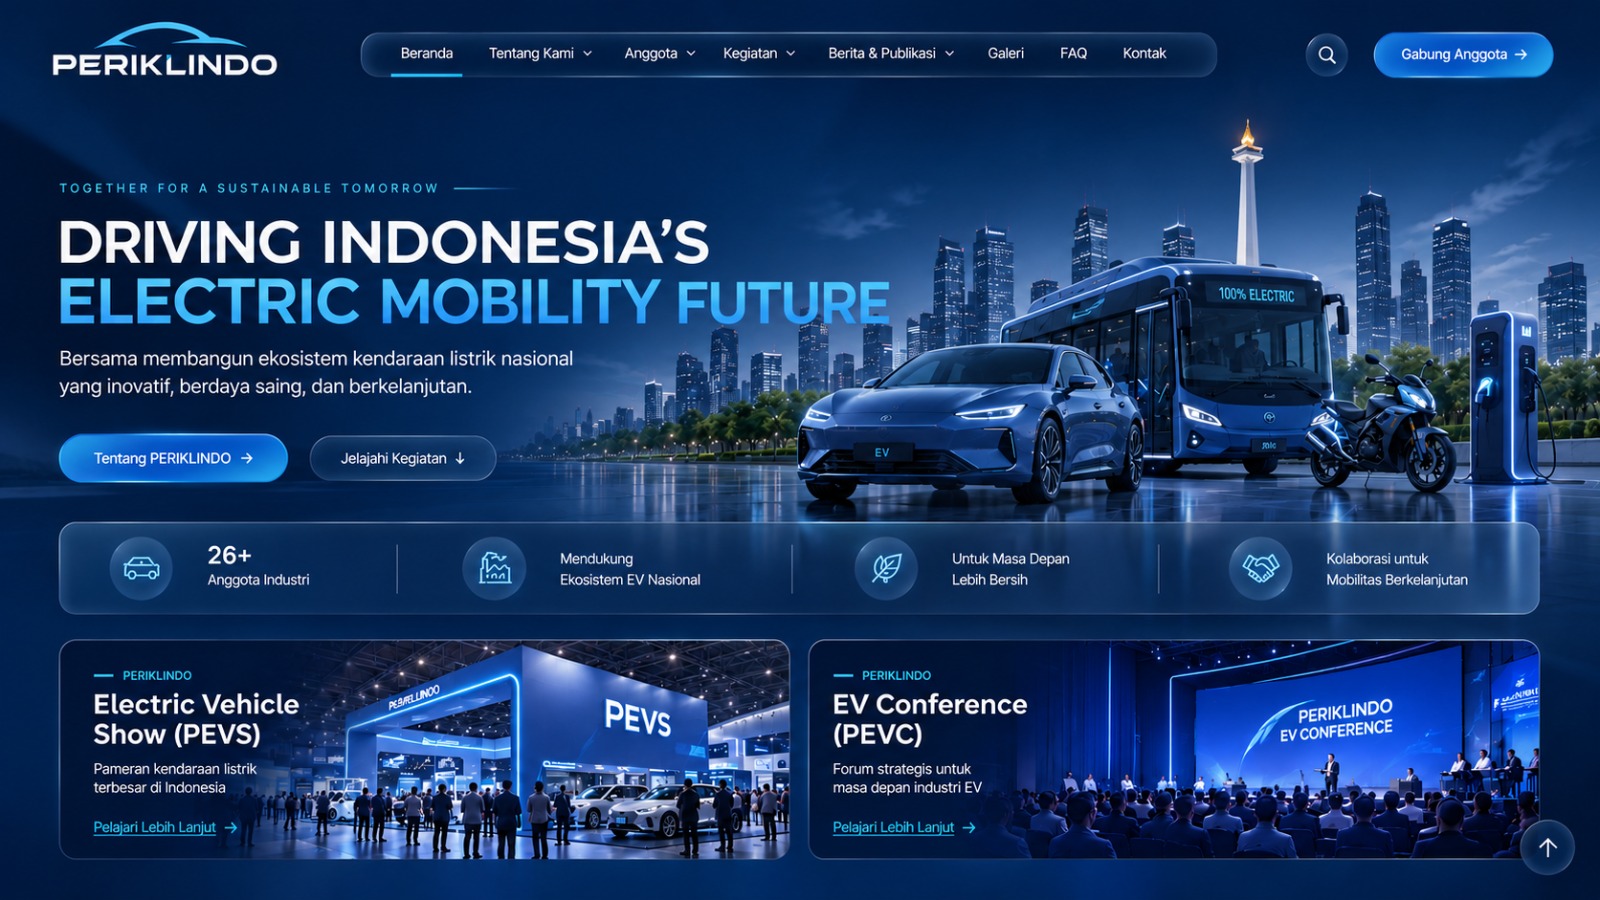 PERIKLINDO
Beranda
Tentang Kami
Anggota
Kegiatan
Berita & Publikasi
Galeri
FAQ
Kontak
Gabung Anggota →
TOGETHER FOR A SUSTAINABLE TOMORROW
DRIVING INDONESIA'S
ELECTRIC MOBILITY FUTURE
Bersama membangun ekosistem kendaraan listrik nasional
yang inovatif, berdaya saing, dan berkelanjutan.
Tentang PERIKLINDO →
Jelajahi Kegiatan ↓
100% ELECTRIC
EV
26+
Anggota Industri
Mendukung
Ekosistem EV Nasional
Untuk Masa Depan
Lebih Bersih
Kolaborasi untuk
Mobilitas Berkelanjutan
PERIKLINDO
Electric Vehicle
Show (PEVS)
Pameran kendaraan listrik
terbesar di Indonesia
Pelajari Lebih Lanjut →
PEVS
PERIKLINDO
EV Conference
(PEVC)
Forum strategis untuk
masa depan industri EV
Pelajari Lebih Lanjut →
PERIKLINDO
EV CONFERENCE